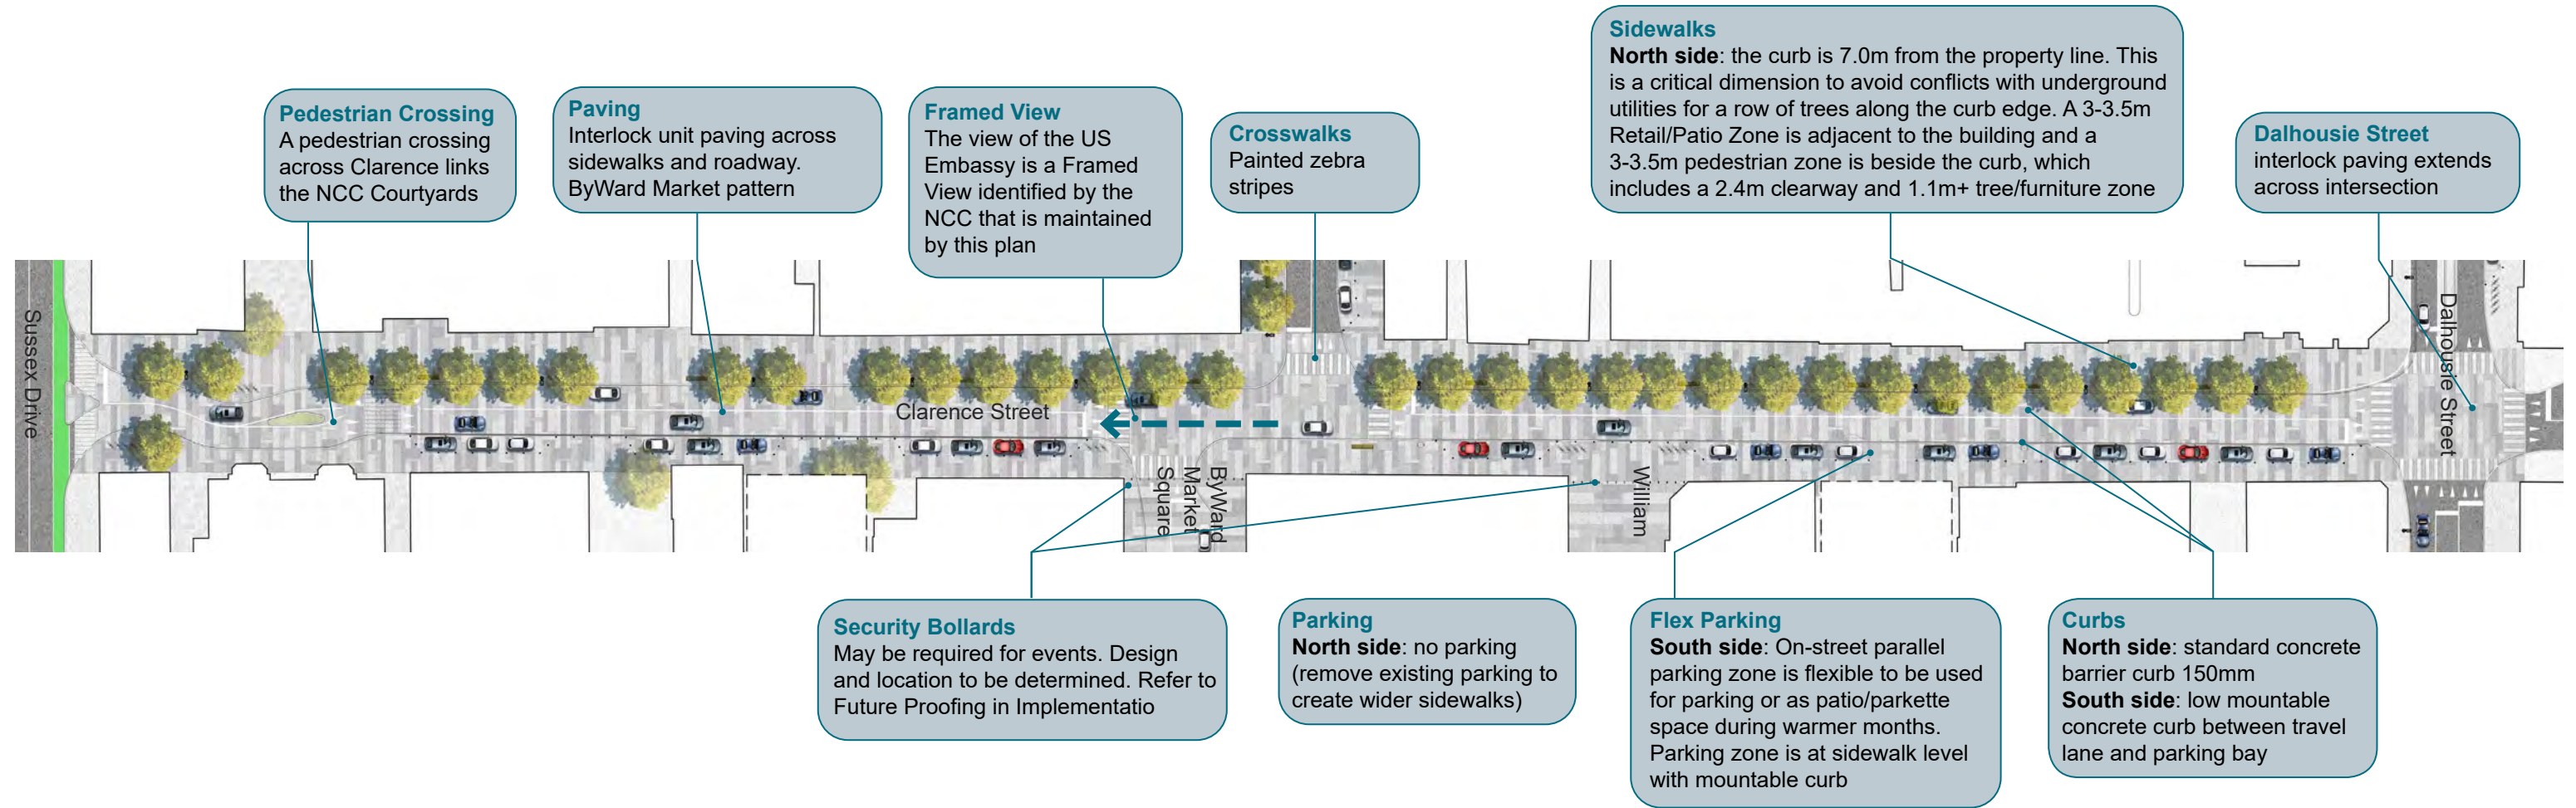 Pedestrian Crossing
A pedestrian crossing
across Clarence links
the NCC Courtyards
Paving
Interlock unit paving across
sidewalks and roadway.
ByWard Market pattern
Framed View
The view of the US
Embassy is a Framed
View identified by the
NCC that is maintained
by this plan
Crosswalks
Painted zebra
stripes
Sidewalks
North side: the curb is 7.0m from the property line. This
is a critical dimension to avoid conflicts with underground
utilities for a row of trees along the curb edge. A 3-3.5m
Retail/Patio Zone is adjacent to the building and a
3-3.5m pedestrian zone is beside the curb, which
includes a 2.4m clearway and 1.1m+ tree/furniture zone
Dalhousie Street
interlock paving extends
across intersection
Sussex Drive
Clarence Street
ByWard
Market
Square
William
Dalhousie Street
Security Bollards
May be required for events. Design
and location to be determined. Refer to
Future Proofing in Implementatio
Parking
North side: no parking
(remove existing parking to
create wider sidewalks)
Flex Parking
South side: On-street parallel
parking zone is flexible to be used
for parking or as patio/parkette
space during warmer months.
Parking zone is at sidewalk level
with mountable curb
Curbs
North side: standard concrete
barrier curb 150mm
South side: low mountable
concrete curb between travel
lane and parking bay